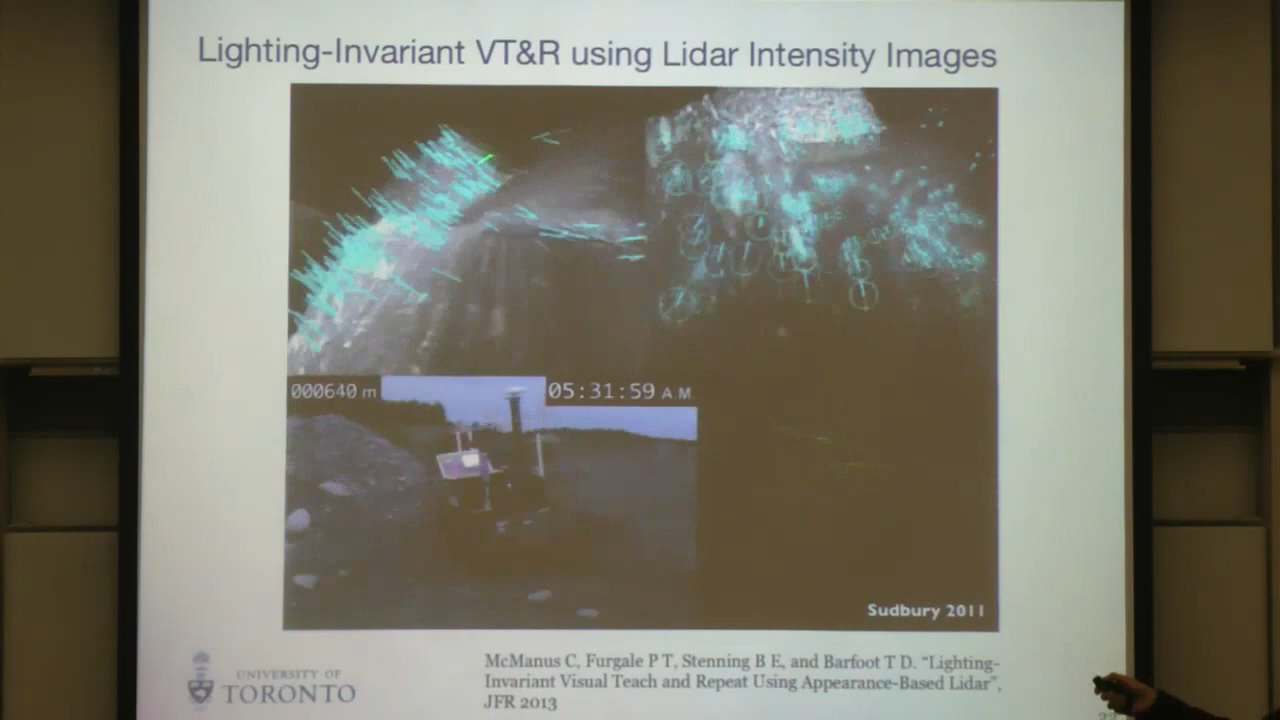 Lighting-Invariant VT&R using Lidar Intensity Images
000640 m
05:31:59 A.M.
Sudbury 2011
UNIVERSITY OF
TORONTO
McManus C, Furgale P T, Stenning B E, and Barfoot T D. "Lighting-
Invariant Visual Teach and Repeat Using Appearance-Based Lidar",
JFR 2013